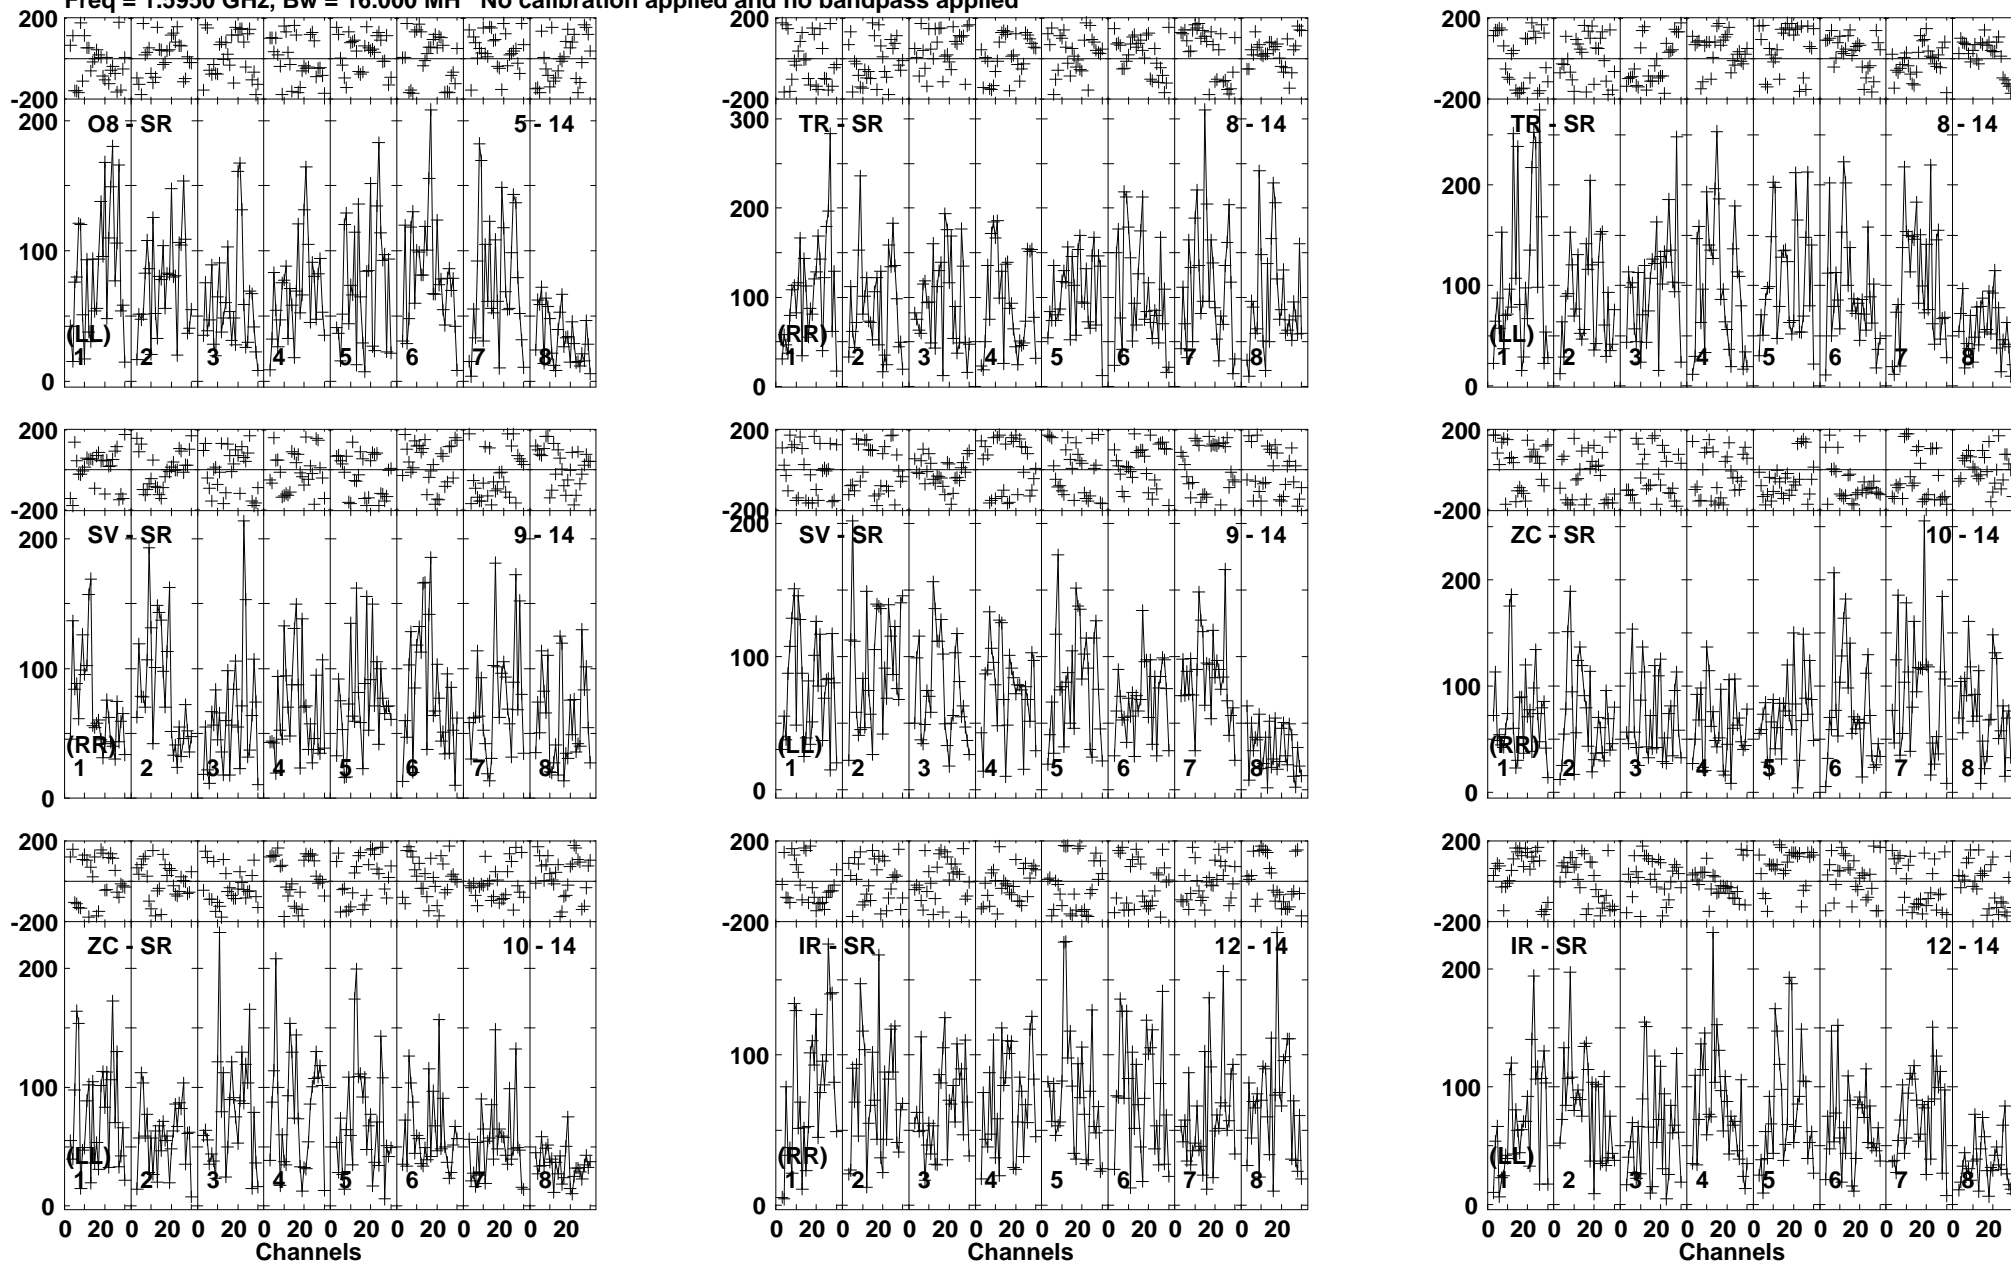 Freq = 1.5950 GHz, Bw = 16.000 MH No calibration applied and no bandpass applied
200 200 200
-200 -200 -200
O8 - SR 5 - 14 TR - SR 8 - 14 TR - SR 8 - 14
200 300
200
200
100 100
100
(LL) (RR) (LL)
1 2 3 4 5 6 7 8 1 2 3 4 5 6 7 8 1 2 3 4 5 6 7 8
0 0 0
200 200 200
-200 -200 -200
SV - SR 9 - 14 SV - SR 9 - 14 ZC - SR 10 - 14
200 200
200
100 100 100
(RR) (LL) (RR)
1 2 3 4 5 6 7 8 1 2 3 4 5 6 7 8 1 2 3 4 5 6 7 8
0 0 0
200 200 200
-200 -200 -200
ZC - SR 10 - 14 IR - SR 12 - 14 IR - SR 12 - 14
200 200
100 100 100
(LL) (RR) (LL)
1 2 3 4 5 6 7 8 1 2 3 4 5 6 7 8 1 2 3 4 5 6 7 8
0 0 0
0 20 0 20 0 20 0 20 0 20 0 20 0 20 0 20 0 20 0 20 0 20 0 20 0 20 0 20 0 20 0 20 0 20 0 20 0 20 0 20 0 20 0 20 0 20 0 20
Channels Channels Channels